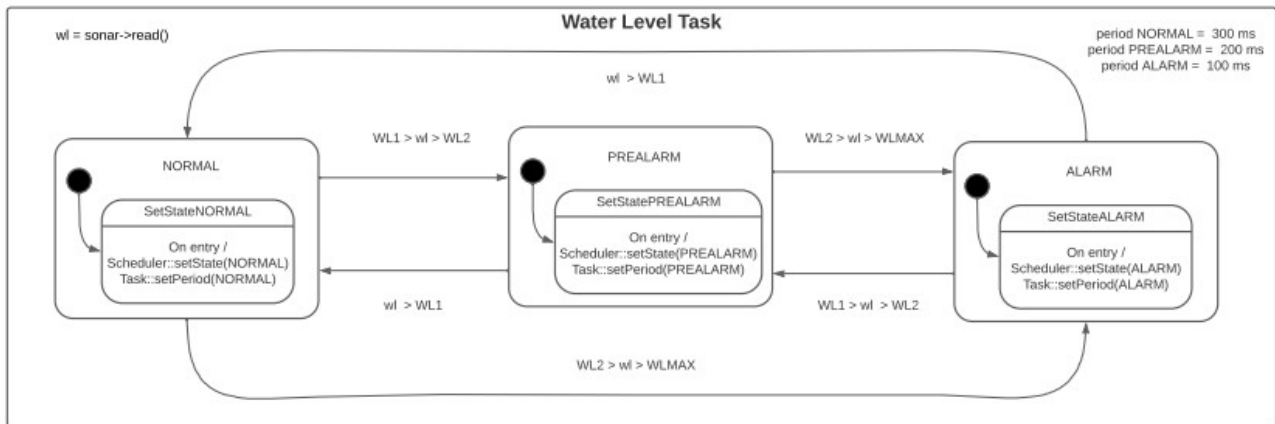 Water Level Task
wl = sonar->read()
period NORMAL = 300 ms
period PREALARM = 200 ms
period ALARM = 100 ms
wl > WL1
WL1 > wl > WL2
WL2 > wl > WLMAX
NORMAL
SetStateNORMAL
On entry /
Scheduler::setState(NORMAL)
Task::setPeriod(NORMAL)
PREALARM
SetStatePREALARM
On entry /
Scheduler::setState(PREALARM)
Task::setPeriod(PREALARM)
ALARM
SetStateALARM
On entry /
Scheduler::setState(ALARM)
Task::setPeriod(ALARM)
wl > WL1
WL1 > wl > WL2
WL2 > wl > WLMAX